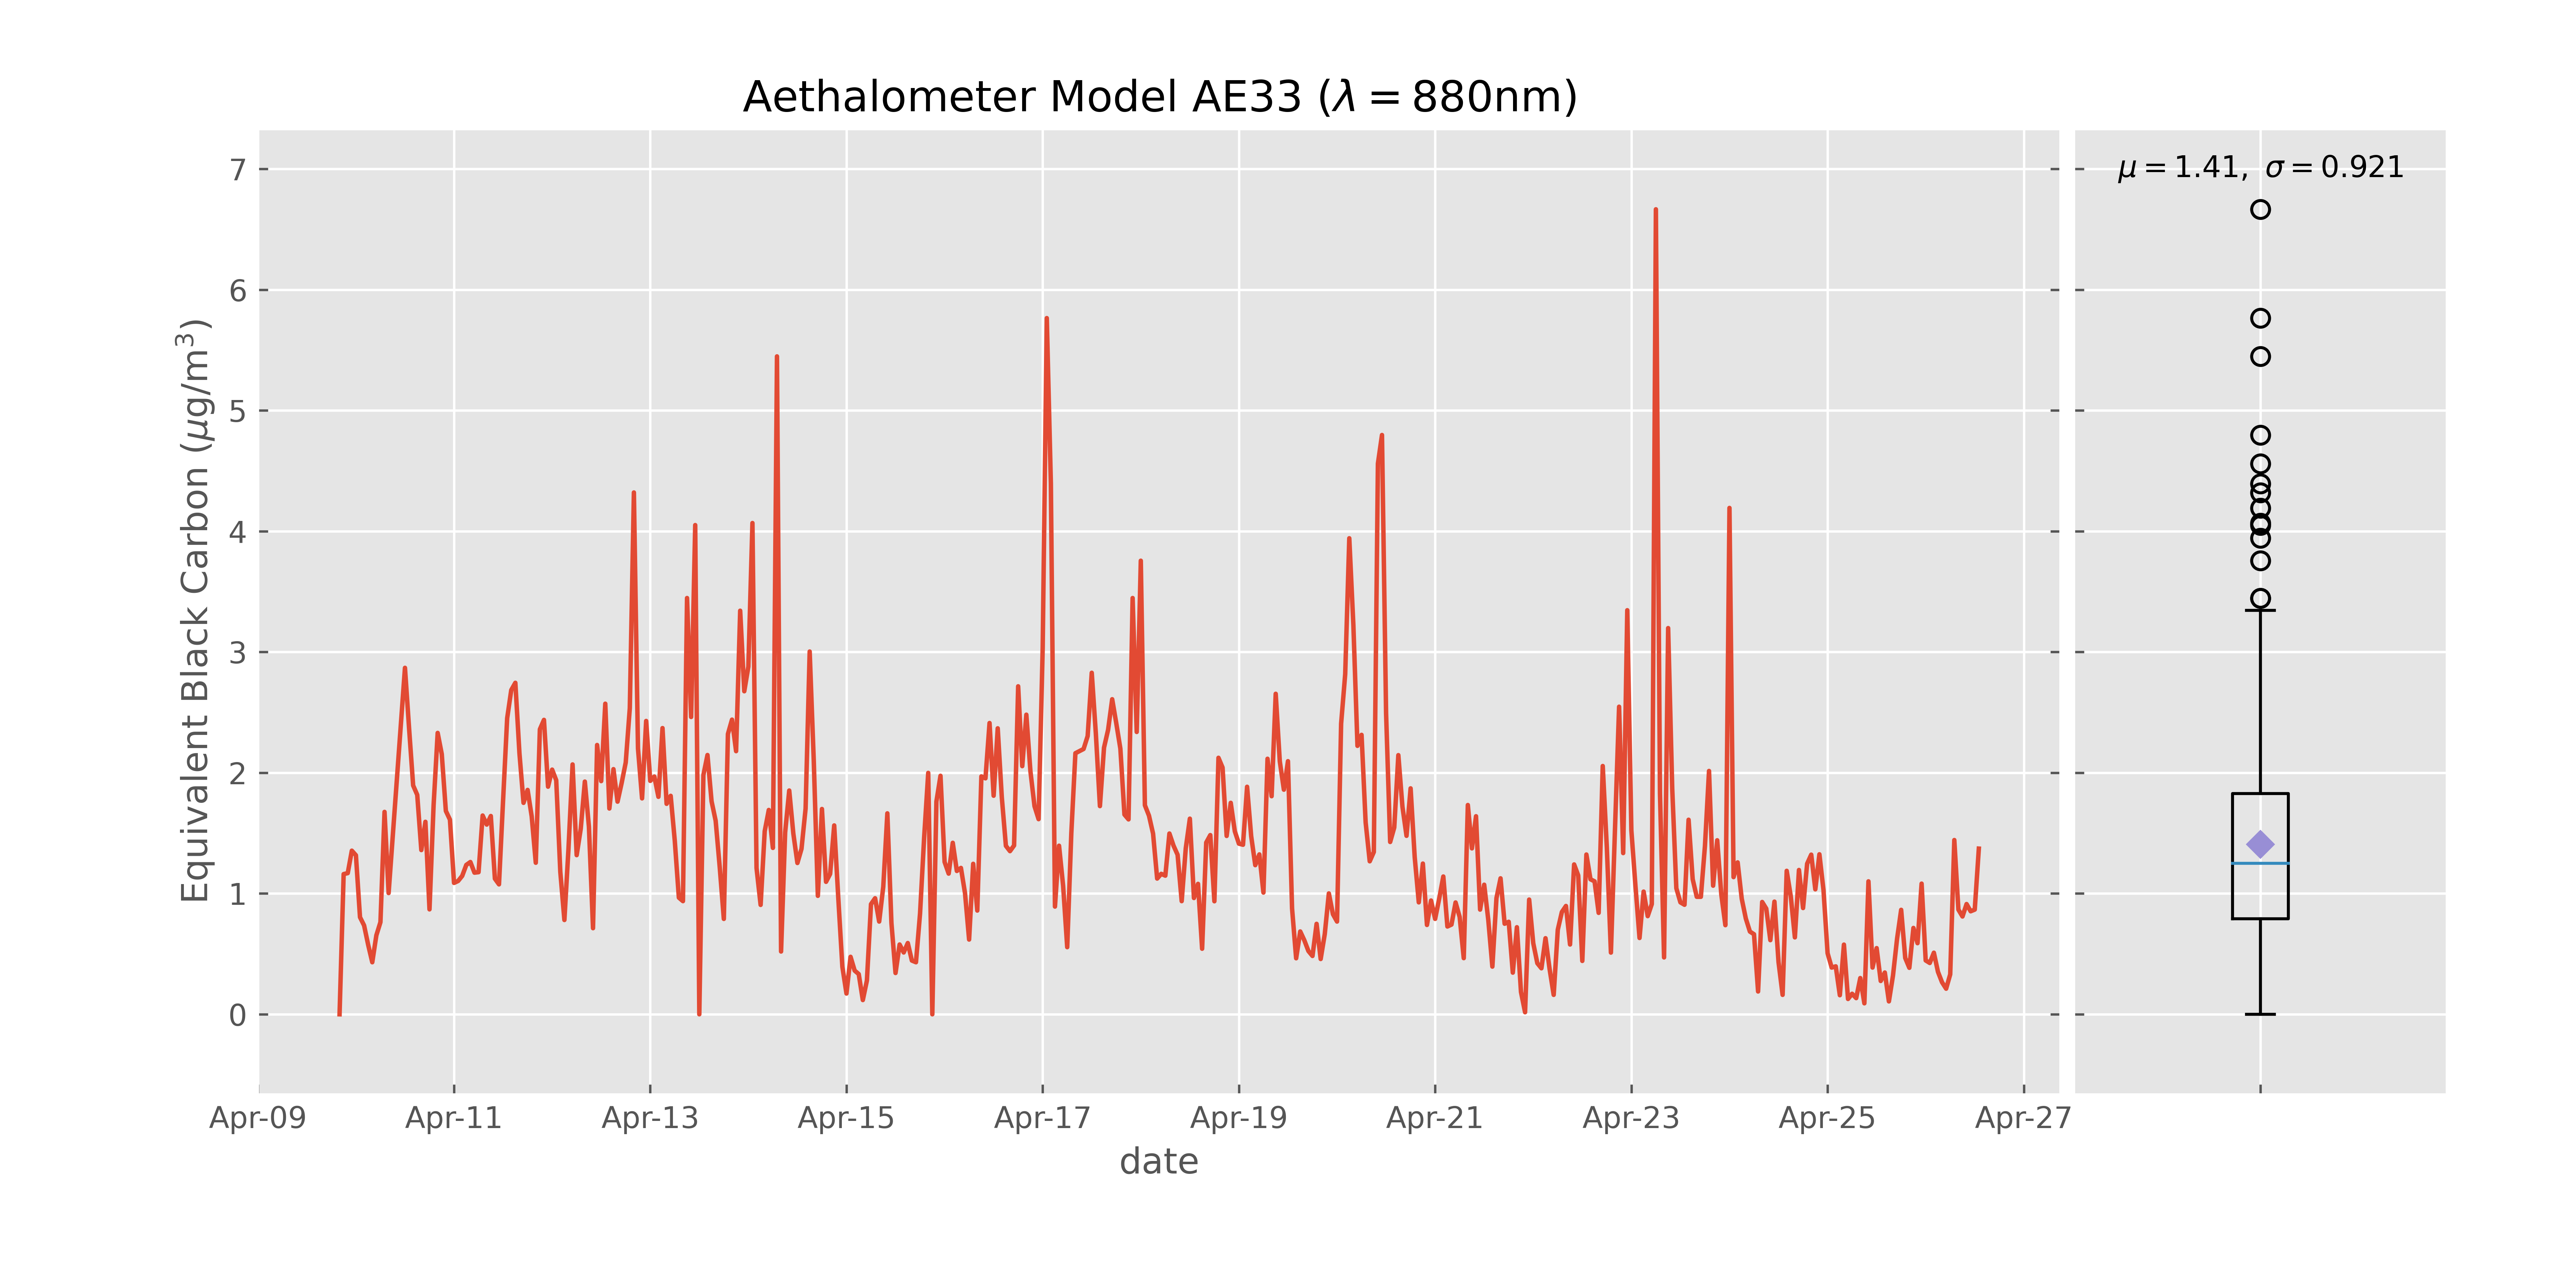 Aethalometer Model AE33 (λ = 880nm)
μ = 1.41, σ = 0.921
Equivalent Black Carbon (μg/m³)
7
6
5
4
3
2
1
0
Apr-09 Apr-11 Apr-13 Apr-15 Apr-17 Apr-19 Apr-21 Apr-23 Apr-25 Apr-27
date